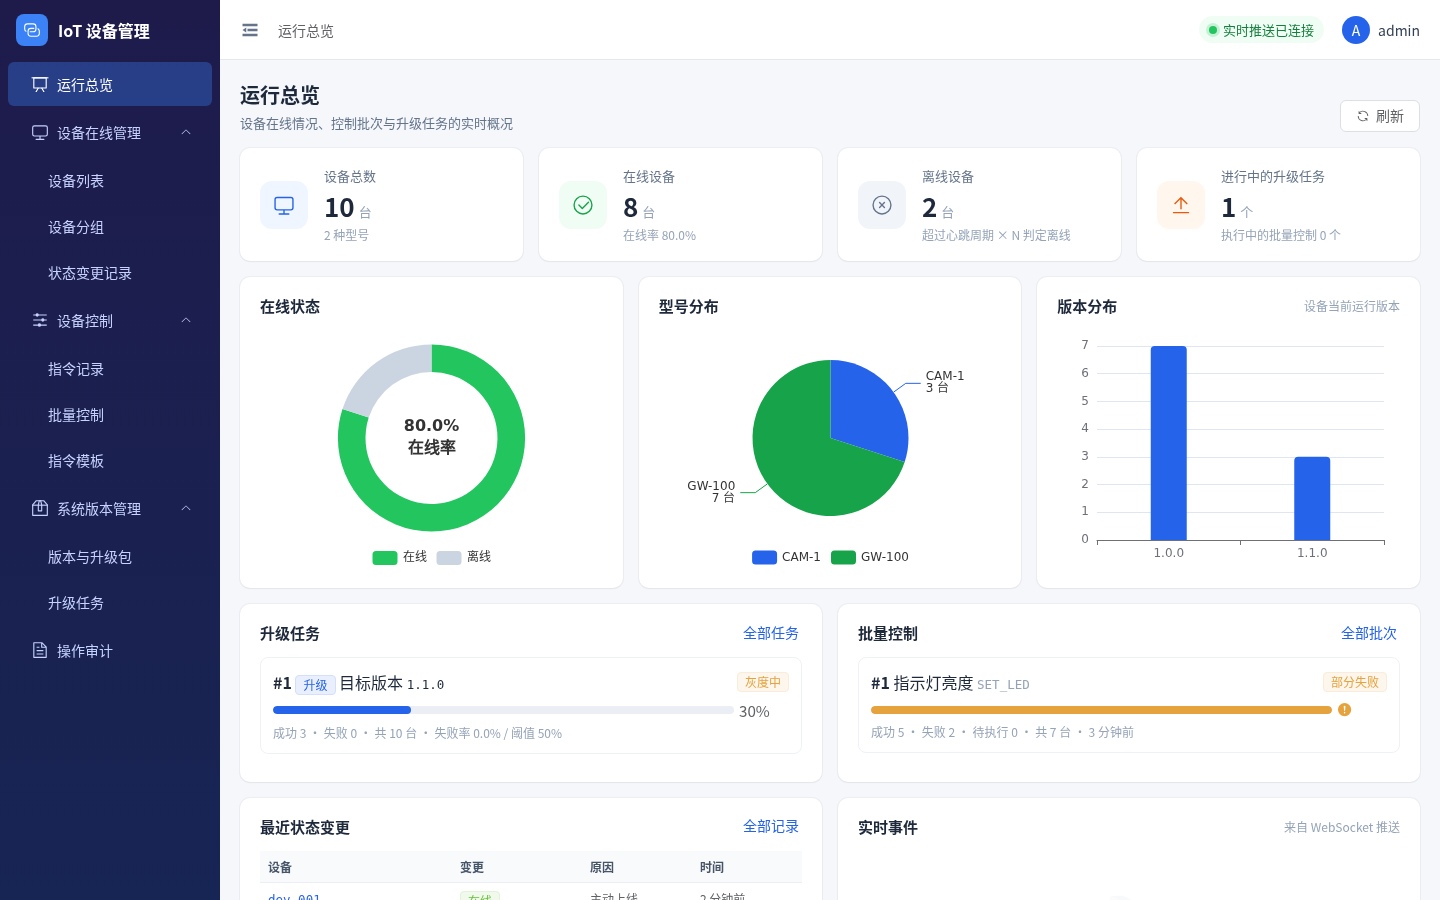 IoT 设备管理
运行总览
设备在线管理
设备列表
设备分组
状态变更记录
设备控制
指令记录
批量控制
指令模板
系统版本管理
版本与升级包
升级任务
操作审计
运行总览
实时推送已连接
A admin
运行总览
设备在线情况、控制批次与升级任务的实时概况
刷新
设备总数
10 台
2 种型号
在线设备
8 台
在线率 80.0%
离线设备
2 台
超过心跳周期 × N 判定离线
进行中的升级任务
1 个
执行中的批量控制 0 个
在线状态
80.0%
在线率
在线 离线
型号分布
CAM-1
3 台
GW-100
7 台
CAM-1 GW-100
版本分布 设备当前运行版本
7
6
5
4
3
2
1
0
1.0.0 1.1.0
升级任务 全部任务
#1 升级 目标版本 1.1.0 灰度中
30%
成功 3 · 失败 0 · 共 10 台 · 失败率 0.0% / 阈值 50%
批量控制 全部批次
#1 指示灯亮度 SET_LED 部分失败
成功 5 · 失败 2 · 待执行 0 · 共 7 台 · 3 分钟前
最近状态变更 全部记录
设备 变更 原因 时间
dev-001 在线 主动上线 2 分钟前
实时事件 来自 WebSocket 推送